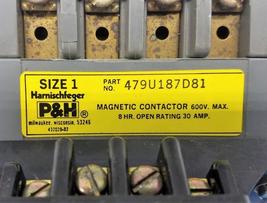 SIZE 1
Harnischfeger
P&H
milwaukee, wisconsin, 53246
PART NO. 479U187D81
MAGNETIC CONTACTOR 600V. MAX.
8 HR. OPEN RATING 30 AMP.